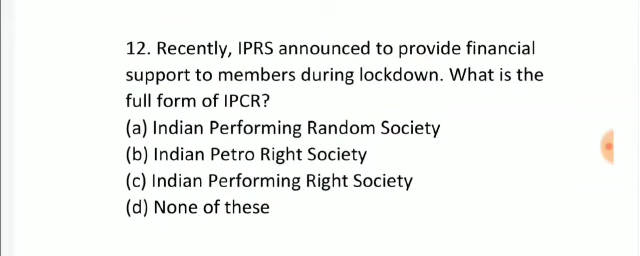 12. Recently, IPRS announced to provide financial
support to members during lockdown. What is the
full form of IPCR?
(a) Indian Performing Random Society
(b) Indian Petro Right Society
(c) Indian Performing Right Society
(d) None of these